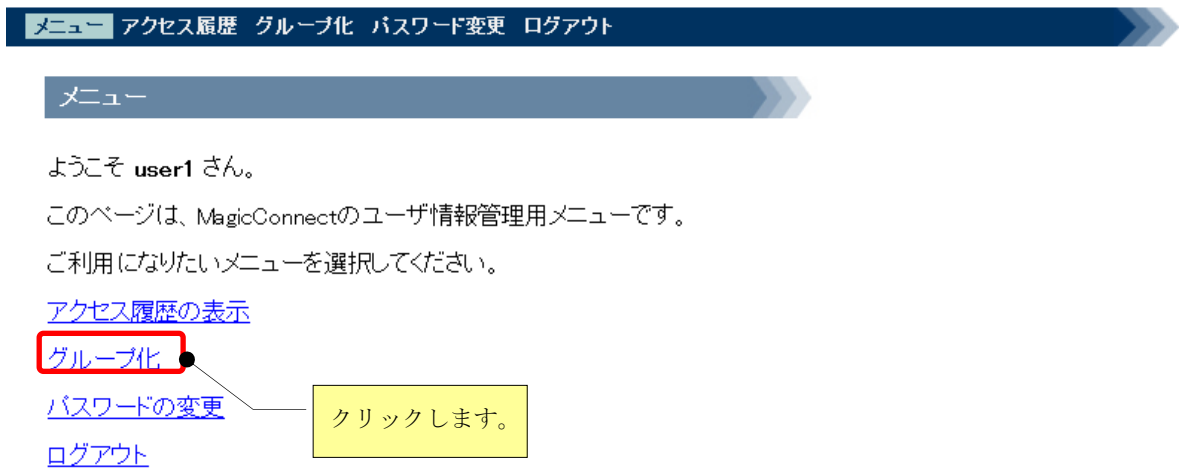 メニュー アクセス履歴 グループ化 パスワード変更 ログアウト
メニュー
ようこそ user1 さん。
このページは、MagicConnectのユーザ情報管理用メニューです。
ご利用になりたいメニューを選択してください。
アクセス履歴の表示
グループ化
パスワードの変更
クリックします。
ログアウト